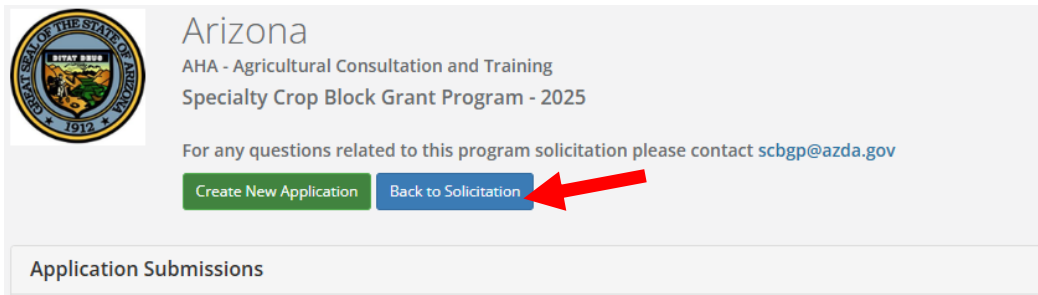 GREAT SEAL OF THE STATE OF ARIZONA
DITAT DEUS
1912
Arizona
AHA - Agricultural Consultation and Training
Specialty Crop Block Grant Program - 2025
For any questions related to this program solicitation please contact scbgp@azda.gov
Create New Application
Back to Solicitation
Application Submissions